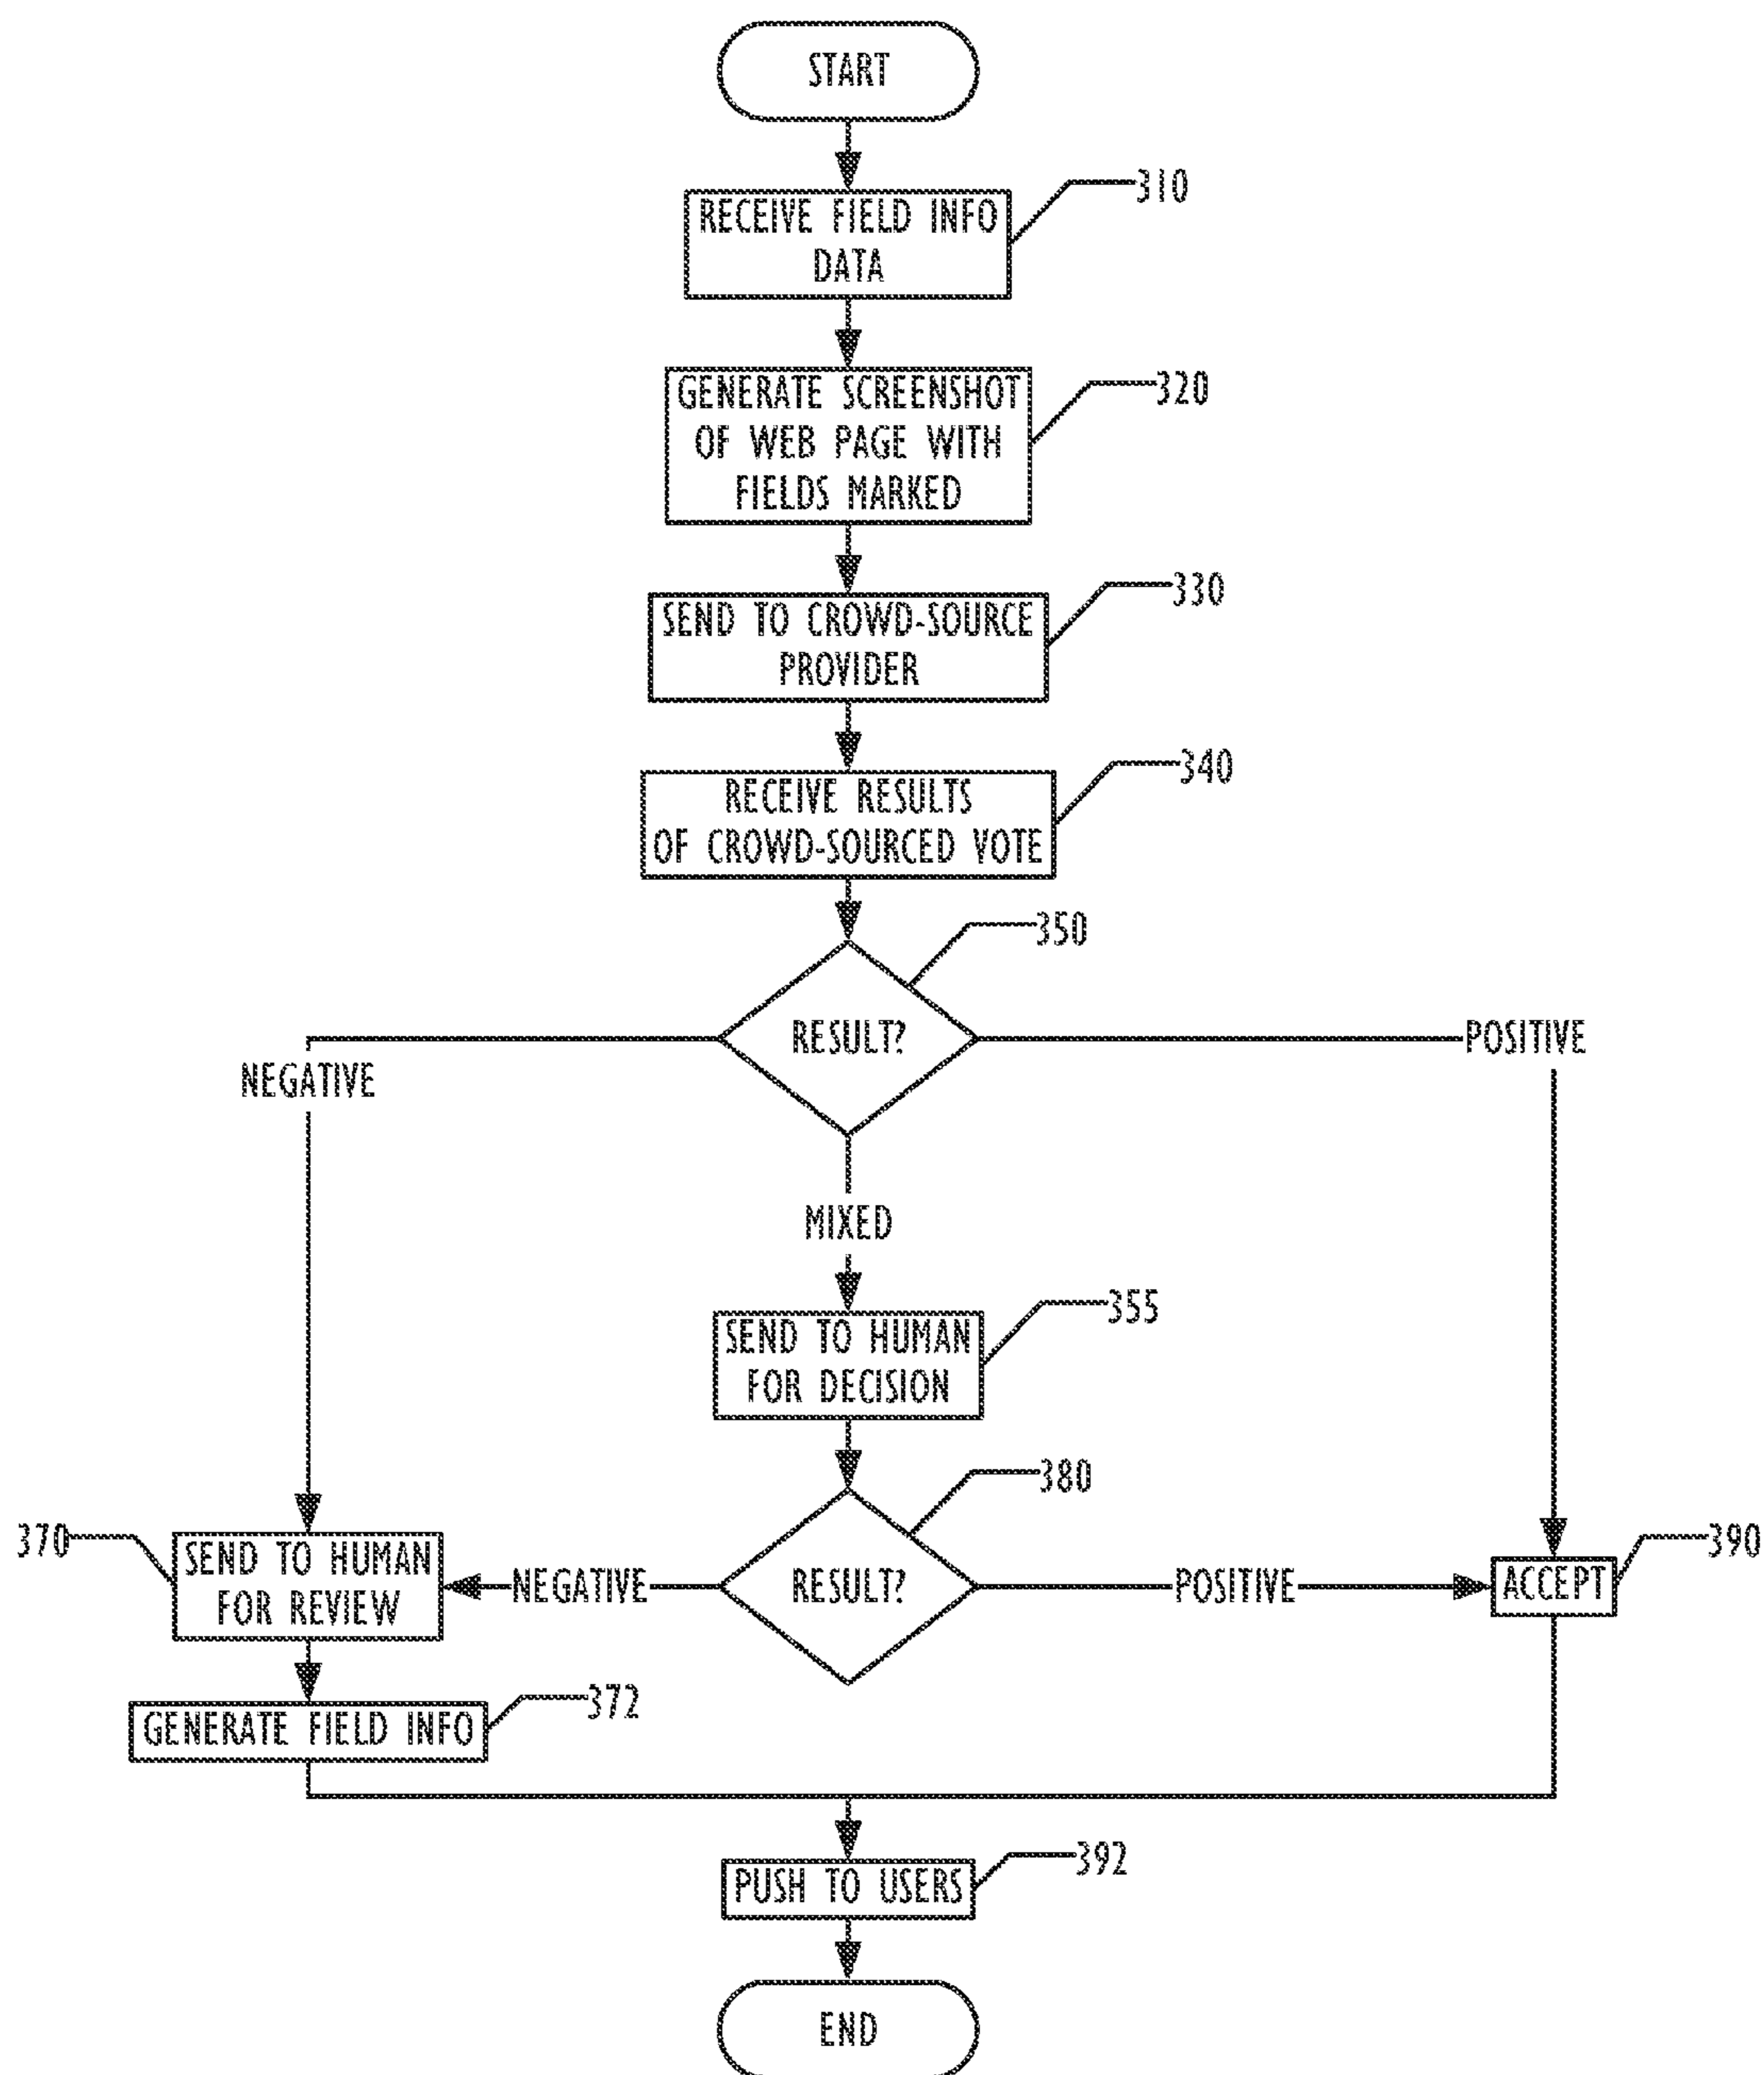 START
310
RECEIVE FIELD INFO
DATA
320
GENERATE SCREENSHOT
OF WEB PAGE WITH
FIELDS MARKED
330
SEND TO CROWD-SOURCE
PROVIDER
340
RECEIVE RESULTS
OF CROWD-SOURCED VOTE
350
RESULT?
POSITIVE
NEGATIVE
MIXED
355
SEND TO HUMAN
FOR DECISION
380
370
SEND TO HUMAN
FOR REVIEW
NEGATIVE
RESULT?
POSITIVE
ACCEPT
390
372
GENERATE FIELD INFO
392
PUSH TO USERS
END